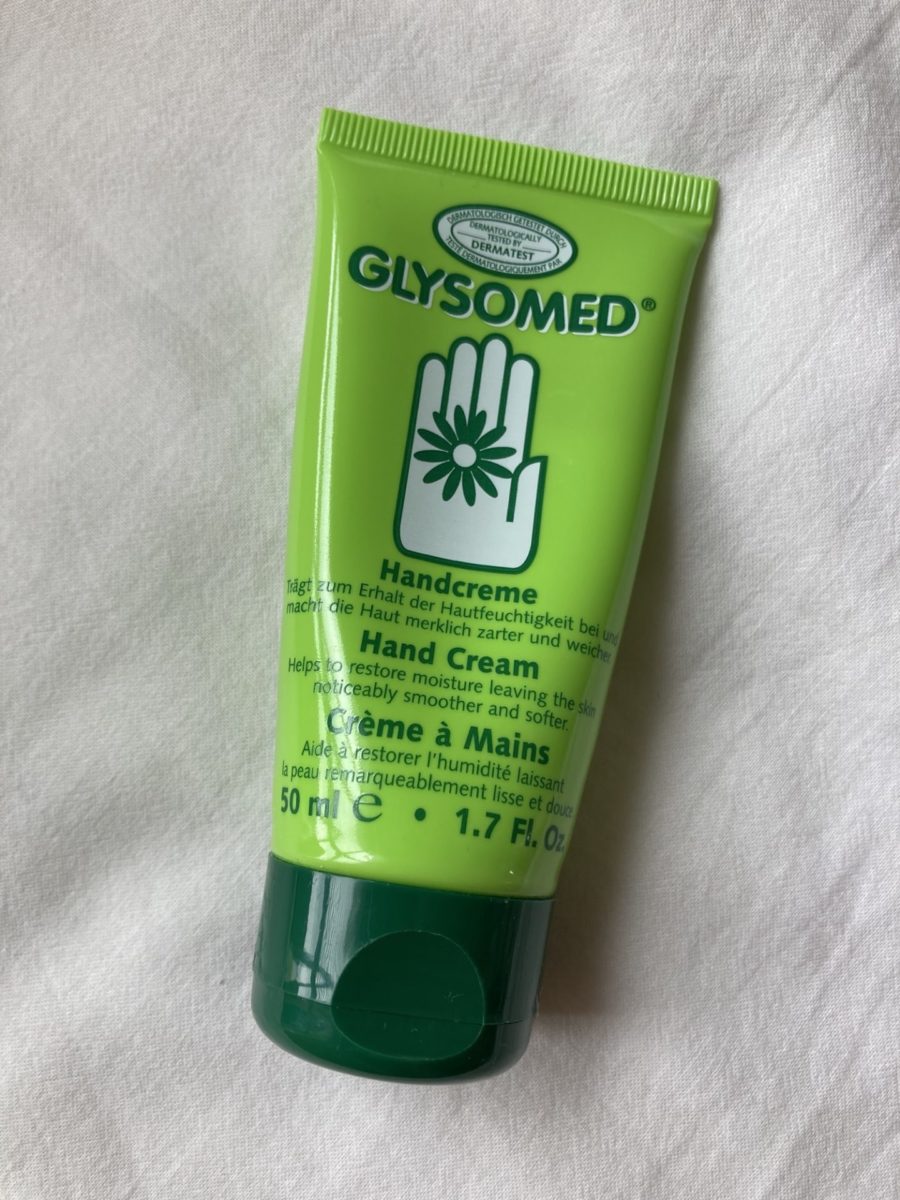 DERMATOLOGISCH GETESTET DURCH
DERMATOLOGICALLY
TESTED BY
DERMATEST
TESTÉ DERMATOLOGIQUEMENT PAR
GLYSOMED®
Handcreme
Trägt zum Erhalt der Hautfeuchtigkeit bei und
macht die Haut merklich zarter und weicher.
Hand Cream
Helps to restore moisture leaving the skin
noticeably smoother and softer.
Crème à Mains
Aide à restorer l'humidité laissant
la peau remarqueablement lisse et douce
50 ml e • 1.7 Fl. Oz.